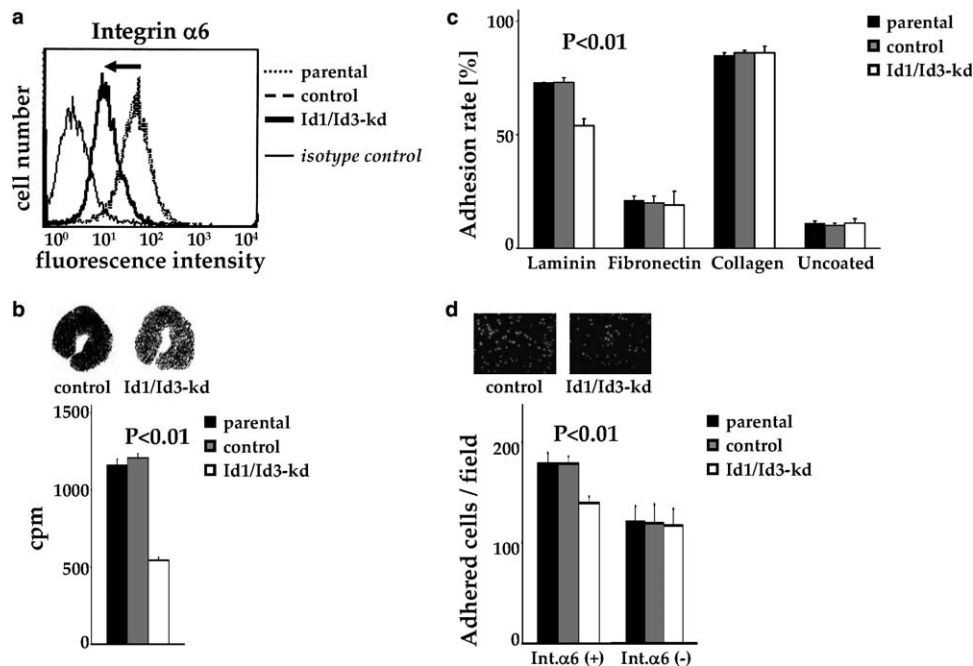 a
Integrin α6
cell number
parental
control
Id1/Id3-kd
isotype control
10⁰ 10¹ 10² 10³ 10⁴
fluorescence intensity
b
control Id1/Id3-kd
1500
1000
500
0
cpm
P<0.01
parental
control
Id1/Id3-kd
c
100
50
0
Adhesion rate [%]
P<0.01
parental
control
Id1/Id3-kd
Laminin Fibronectin Collagen Uncoated
d
control Id1/Id3-kd
200
100
0
Adhered cells / field
P<0.01
parental
control
Id1/Id3-kd
Int.α6 (+) Int.α6 (-)